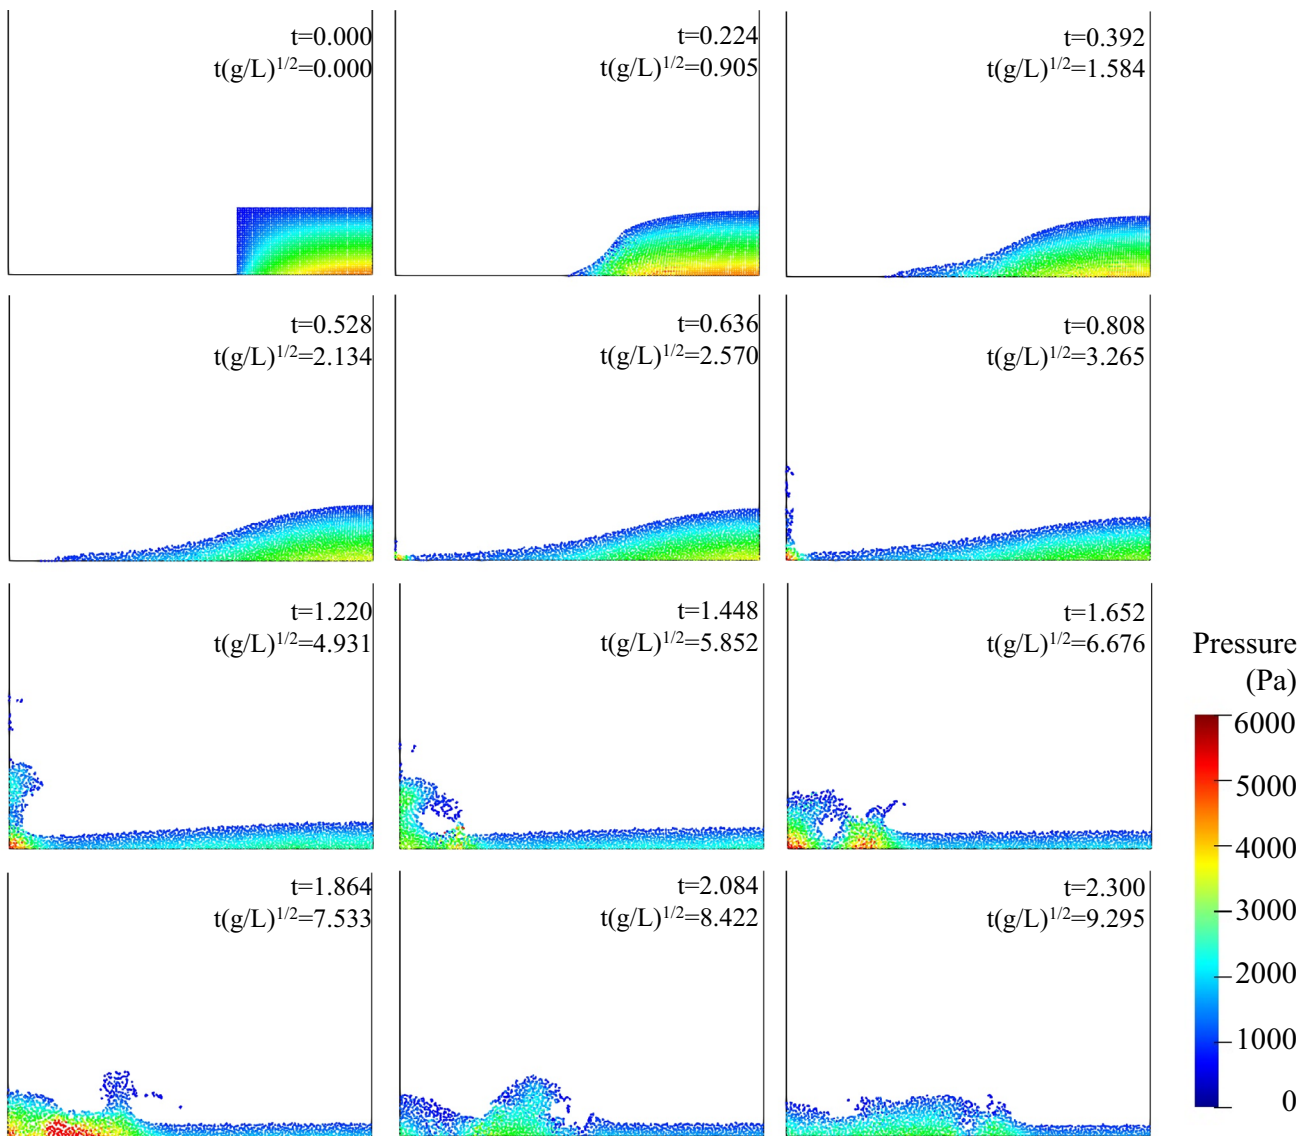 t=0.000
t(g/L)^{1/2}=0.000
t=0.224
t(g/L)^{1/2}=0.905
t=0.392
t(g/L)^{1/2}=1.584
t=0.528
t(g/L)^{1/2}=2.134
t=0.636
t(g/L)^{1/2}=2.570
t=0.808
t(g/L)^{1/2}=3.265
t=1.220
t(g/L)^{1/2}=4.931
t=1.448
t(g/L)^{1/2}=5.852
t=1.652
t(g/L)^{1/2}=6.676
t=1.864
t(g/L)^{1/2}=7.533
t=2.084
t(g/L)^{1/2}=8.422
t=2.300
t(g/L)^{1/2}=9.295
Pressure
(Pa)
6000
5000
4000
3000
2000
1000
0